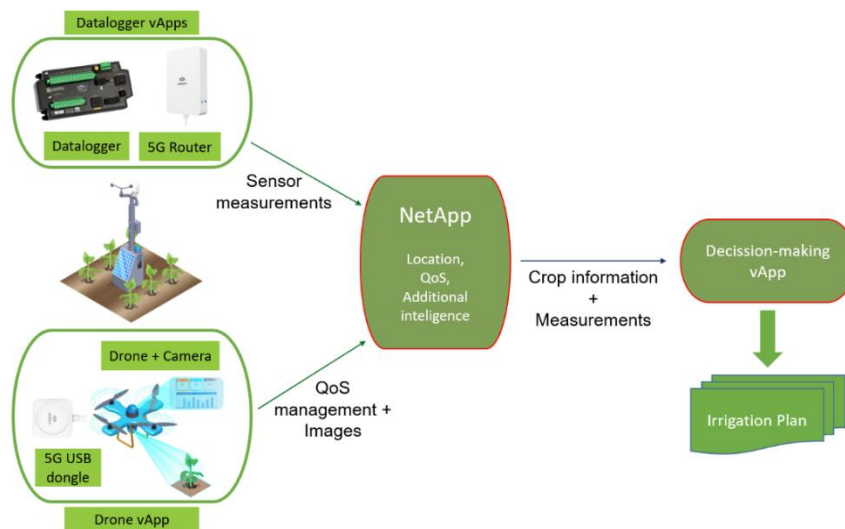 Datalogger vApps
Datalogger
5G Router
Sensor
measurements
NetApp
Location,
QoS,
Additional
inteligence
Crop information
+
Measurements
Decission-making
vApp
Irrigation Plan
Drone + Camera
5G USB
dongle
QoS
management +
Images
Drone vApp